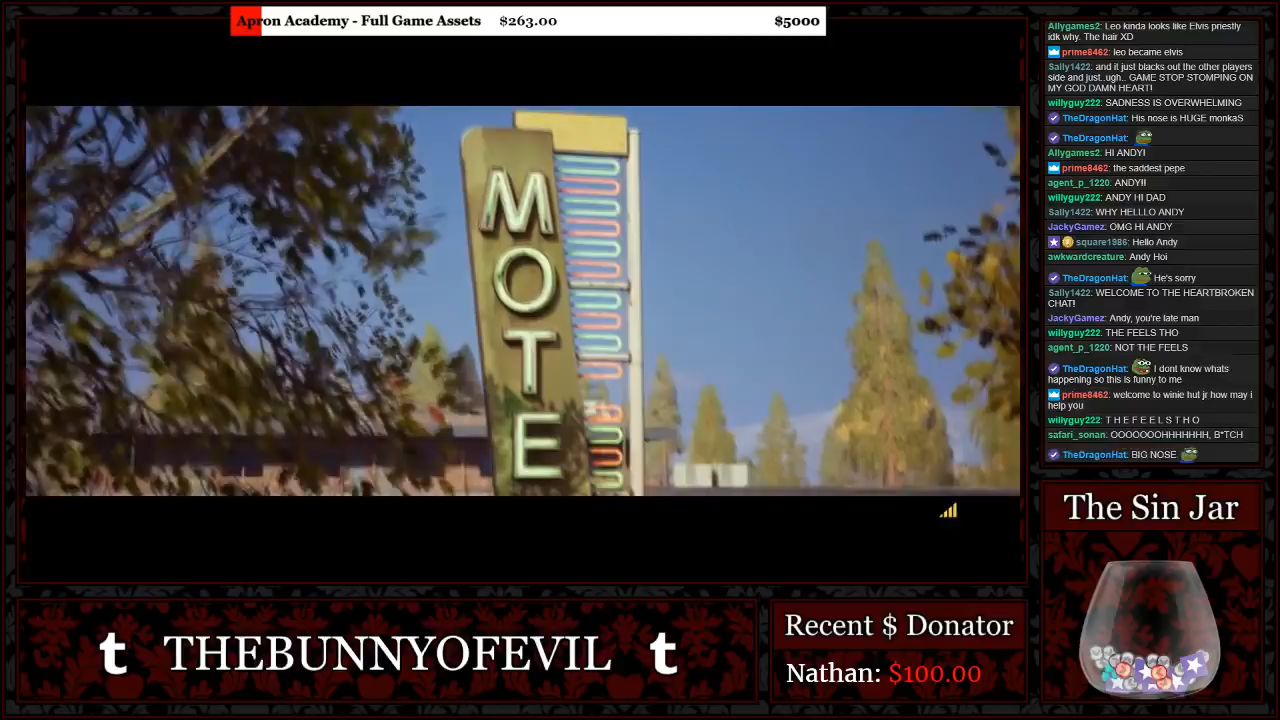 Apron Academy - Full Game Assets $263.00 $5000
MOTE
Allygames2: Leo kinda looks like Elvis priestly
idk why. The hair XD
prime8462: leo became elvis
Sally1422: and it just blacks out the other players
side and just..ugh.. GAME STOP STOMPING ON
MY GOD DAMN HEART!
willyguy222: SADNESS IS OVERWHELMING
TheDragonHat: His nose is HUGE monkaS
TheDragonHat:
Allygames2: HI ANDY!
prime8462: the saddest pepe
agent_p_1220: ANDY!!
willyguy222: ANDY HI DAD
Sally1422: WHY HELLLO ANDY
JackyGamez: OMG HI ANDY
square1986: Hello Andy
awkwardcreature: Andy Hoi
TheDragonHat: He's sorry
Sally1422: WELCOME TO THE HEARTBROKEN
CHAT!
JackyGamez: Andy, you're late man
willyguy222: THE FEELS THO
agent_p_1220: NOT THE FEELS
TheDragonHat: I dont know whats
happening so this is funny to me
prime8462: welcome to winie hut jr how may i
help you
willyguy222: T H E F E E L S T H O
safari_sonan: OOOOOOOHHHHHHH, B*TCH
TheDragonHat: BIG NOSE
The Sin Jar
t THEBUNNYOFEVIL t
Recent $ Donator
Nathan: $100.00